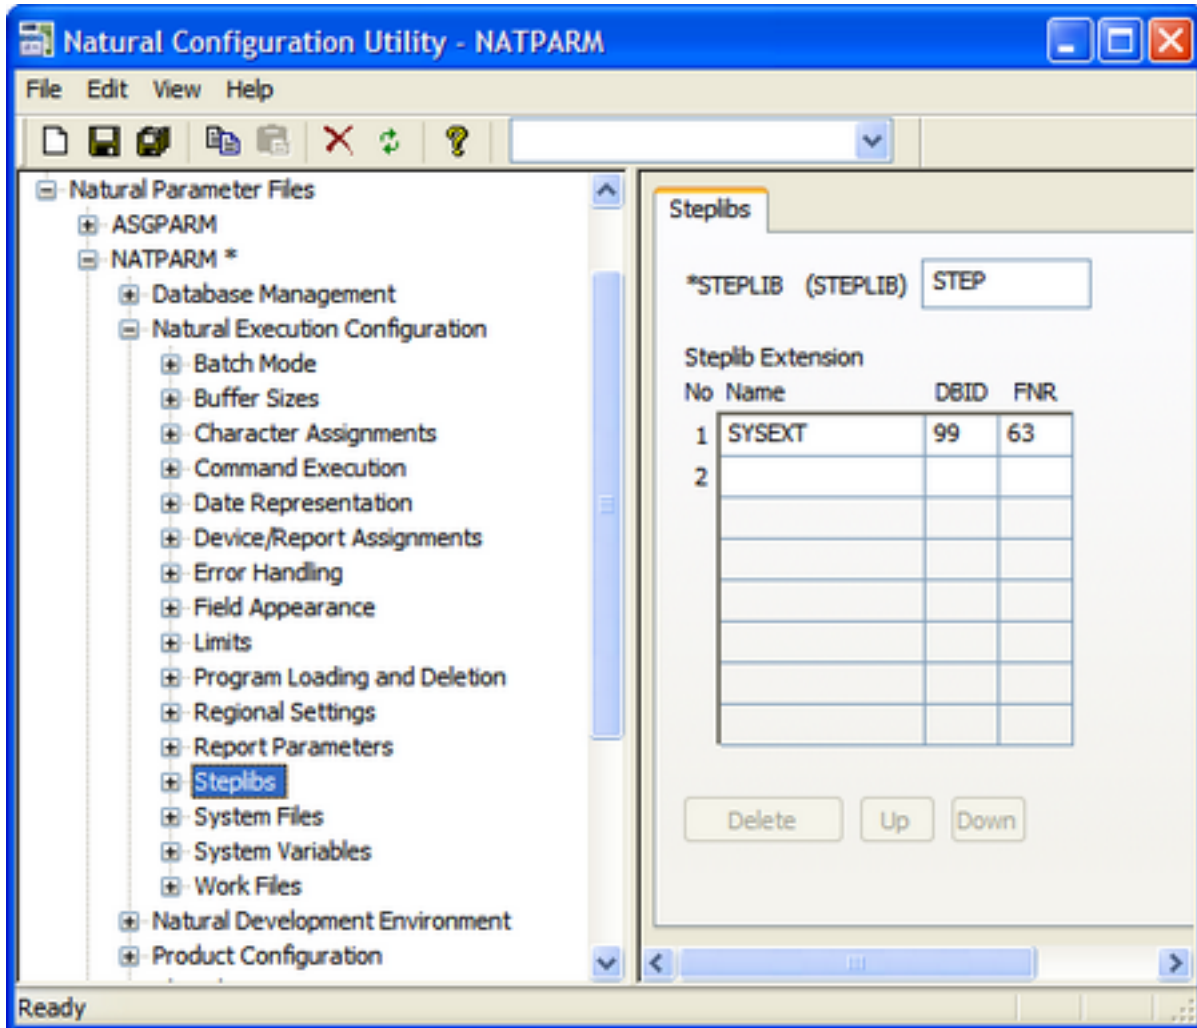 Natural Configuration Utility - NATPARM
File Edit View Help
Natural Parameter Files
ASGPARM
NATPARM *
Database Management
Natural Execution Configuration
Batch Mode
Buffer Sizes
Character Assignments
Command Execution
Date Representation
Device/Report Assignments
Error Handling
Field Appearance
Limits
Program Loading and Deletion
Regional Settings
Report Parameters
Steplibs
System Files
System Variables
Work Files
Natural Development Environment
Product Configuration
Steplibs
*STEPLIB (STEPLIB) STEP
Steplib Extension
No Name DBID FNR
1 SYSEXT 99 63
2
Delete Up Down
Ready